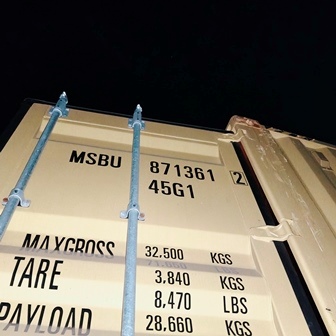 MSBU 871361 2
45G1
MAXGROSS 32.500 KGS
TARE 3.840 KGS
8.470 LBS
PAYLOAD 28.660 KGS